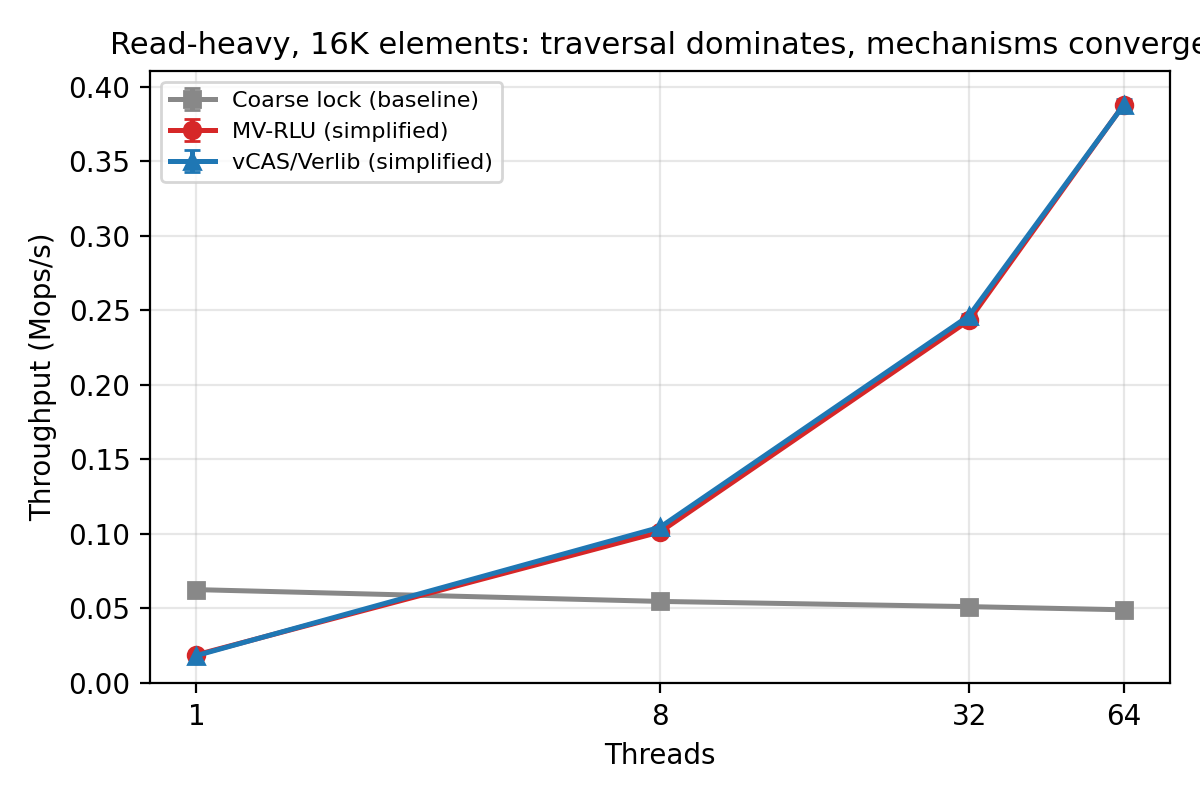 Read-heavy, 16K elements: traversal dominates, mechanisms converge
Coarse lock (baseline)
MV-RLU (simplified)
vCAS/Verlib (simplified)
Throughput (Mops/s)
0.40
0.35
0.30
0.25
0.20
0.15
0.10
0.05
0.00
1 8 32 64
Threads